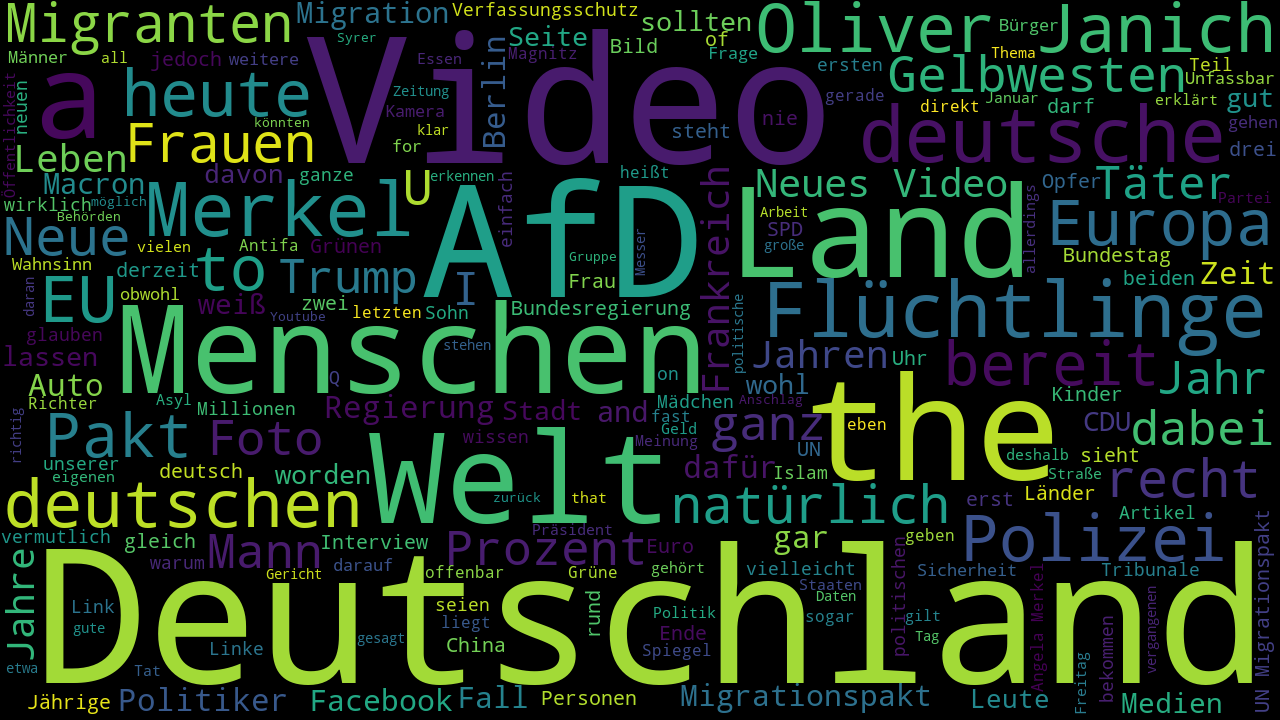 Migranten
Migration
Verfassungsschutz
sollten
Oliver Janich
Bürger
Männer
all
jedoch
weitere
Syrer
Essen
Seite
Magnitz
Bild
of
Frage
ersten
Thema
Teil
Unfassbar
Gelbwesten
a
heute
Video
Zeitung
Kamera
Berlin
steht
nie
gerade
direkt
Januar
darf
erklärt
gut
Öffentlichkeit
neuen
könnten
klar
for
Frauen
deutsche
gehen
drei
Leben
davon
ganze
U
erkennen
heißt
Neues Video
Opfer
Täter
Partei
Macron
wirklich
möglich
Behörden
Merkel
einfach
AfD
Land
Arbeit
SPD
große
allerdings
Europa
Neue
vielen
Antifa
Grünen
Gruppe
Messer
Frankreich
Bundestag
Wahnsinn
derzeit
to
Trump
I
Frau
beiden
Zeit
daran
EU
obwohl
weiß
zwei
letzten
Sohn
Bundesregierung
politische
Flüchtlinge
Youtube
glauben
lassen
Menschen
stehen
Jahren
Uhr
bereit
Jahr
Auto
Richter
Asyl
Millionen
Q
on
wohl
the
Kinder
Regierung
Stadt
and
Mädchen
fast
Geld
Anschlag
ganz
eben
CDU
dabei
richtig
Pakt
Foto
Welt
wissen
Meinung
UN
deshalb
sieht
Straße
unserer
eigenen
deutsch
worden
dafür
Islam
recht
deutschen
zurück
that
natürlich
erst
Länder
Artikel
vermutlich
gleich
warum
Mann
Interview
darauf
Prozent
Präsident
Euro
gar
geben
Polizei
Jahre
Gericht
offenbar
Grüne
gehört
vielleicht
Staaten
politischen
Sicherheit
Tribunale
Deutschland
Link
gute
seien
liegt
rund
Politik
Daten
sogar
gilt
Tag
Angela Merkel
vergangenen
UN Migrationspakt
etwa
Tat
Linke
gesagt
China
Ende
Spiegel
Freitag
bekommen
Jährige
Politiker
Facebook
Fall
Personen
Migrationspakt
Leute
Medien